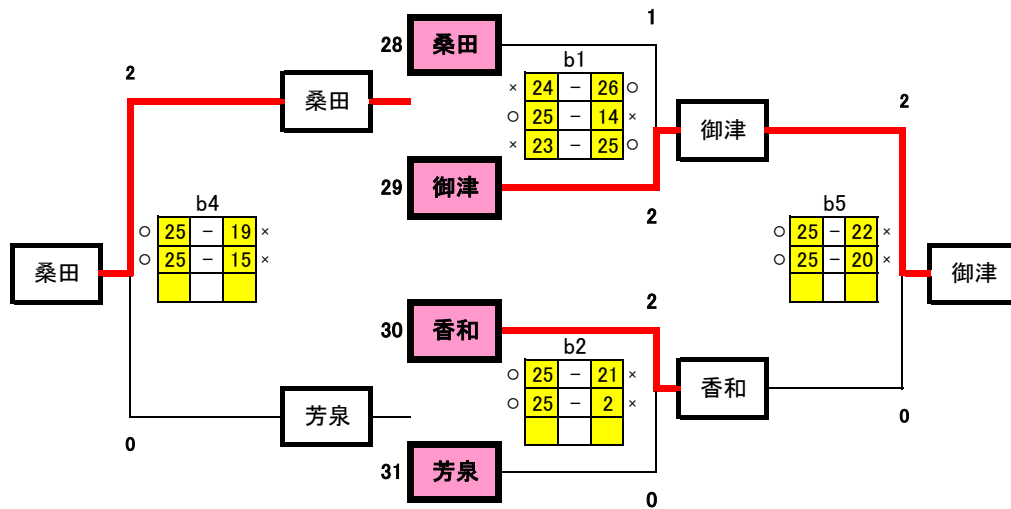 1
28 桑田
b1
2
桑田
× 24 － 26 ○
2
○ 25 － 14 ×
御津
× 23 － 25 ○
29 御津
2
b4
b5
○ 25 － 19 ×
○ 25 － 22 ×
○ 25 － 15 ×
○ 25 － 20 ×
桑田
御津
2
30 香和
b2
○ 25 － 21 ×
香和
○ 25 － 2 ×
芳泉
0
0
31 芳泉
0